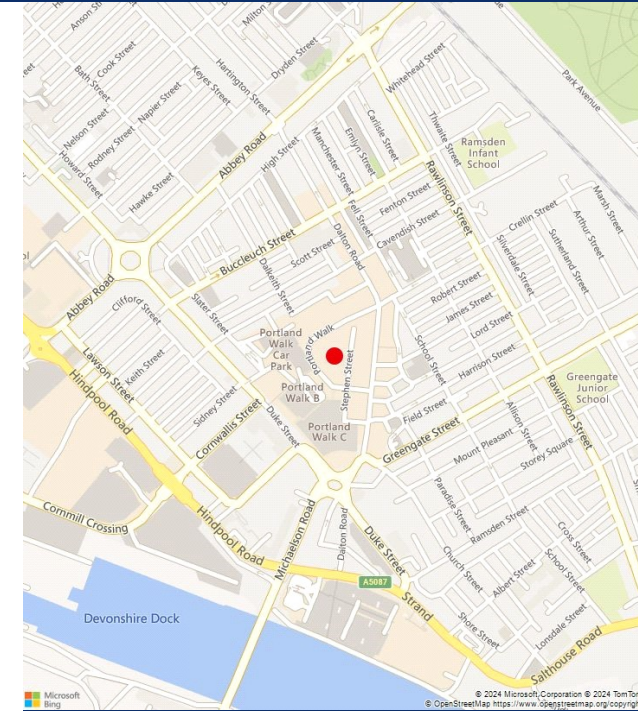 Milton Street
Anson St
Cook Street
Bath Street
Keyes Street
Hartington Street
Dryden Street
Whitehead Street
Park Avenue
Nelson Street
Rodney Street
Napier Street
Howard Street
Hawke Street
Abbey Road
High Street
Manchester Street
Emlyn Street
Carlisle Street
Thwaite Street
Ramsden
Infant
School
Rawlinson Street
Fell Street
Fenton Street
Cavendish Street
Dalton Road
Buccleuch Street
Scott Street
Dalkeith Street
Crellin Street
Marsh Street
Arthur Street
Sutherland Street
Silverdale Street
Abbey Road
Clifford Street
Slater Street
Robert Street
James Street
Lord Street
School Street
Harrison Street
Portland
Walk
Car
Park
Portland Walk
Stephen Street
Portland
Walk B
Portland
Walk C
Lawson Street
Keith Street
Hindpool Road
Sidney Street
Cornwallis Street
Duke Street
Field Street
Greengate Street
Allison Street
Rawlinson Street
Greengate
Junior
School
Mount Pleasant
Storey Square
Paradise Street
Ramsden Street
Cross Street
School Street
Albert Street
Church Street
Lonsdale Street
Shore Street
Cornmill Crossing
Hindpool Road
Michaelson Road
Dalton Road
Duke Street
A5087
Strand
Salthouse Road
Devonshire Dock
Microsoft
Bing
© 2024 Microsoft Corporation © 2024 TomTom
© OpenStreetMap https://www.openstreetmap.org/copyright